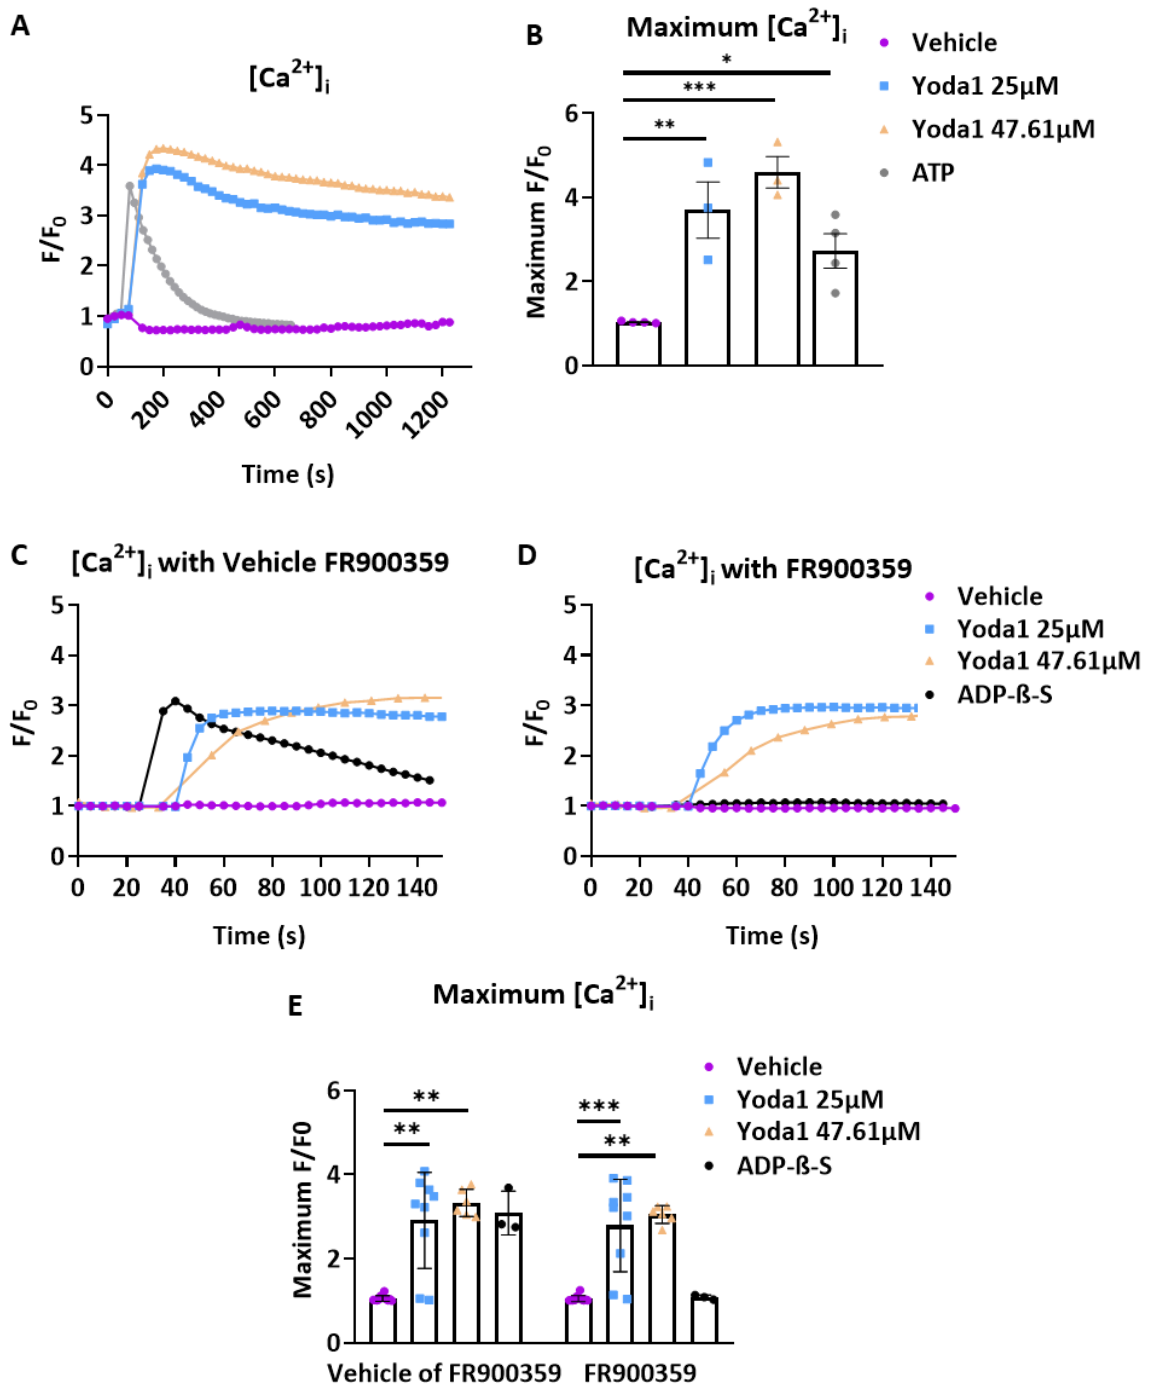 A
[Ca²⁺]ᵢ
5
4
3
2
1
0
F/F₀
0 200 400 600 800 1000 1200
Time (s)
B
Maximum [Ca²⁺]ᵢ
*
***
**
6
4
2
0
Maximum F/F₀
Vehicle
Yoda1 25µM
Yoda1 47.61µM
ATP
C
[Ca²⁺]ᵢ with Vehicle FR900359
5
4
3
2
1
0
F/F₀
0 20 40 60 80 100 120 140
Time (s)
D
[Ca²⁺]ᵢ with FR900359
5
4
3
2
1
0
F/F₀
0 20 40 60 80 100 120 140
Time (s)
Vehicle
Yoda1 25µM
Yoda1 47.61µM
ADP-ß-S
E
Maximum [Ca²⁺]ᵢ
6
4
2
0
Maximum F/F0
**
**
***
**
Vehicle of FR900359 FR900359
Vehicle
Yoda1 25µM
Yoda1 47.61µM
ADP-ß-S